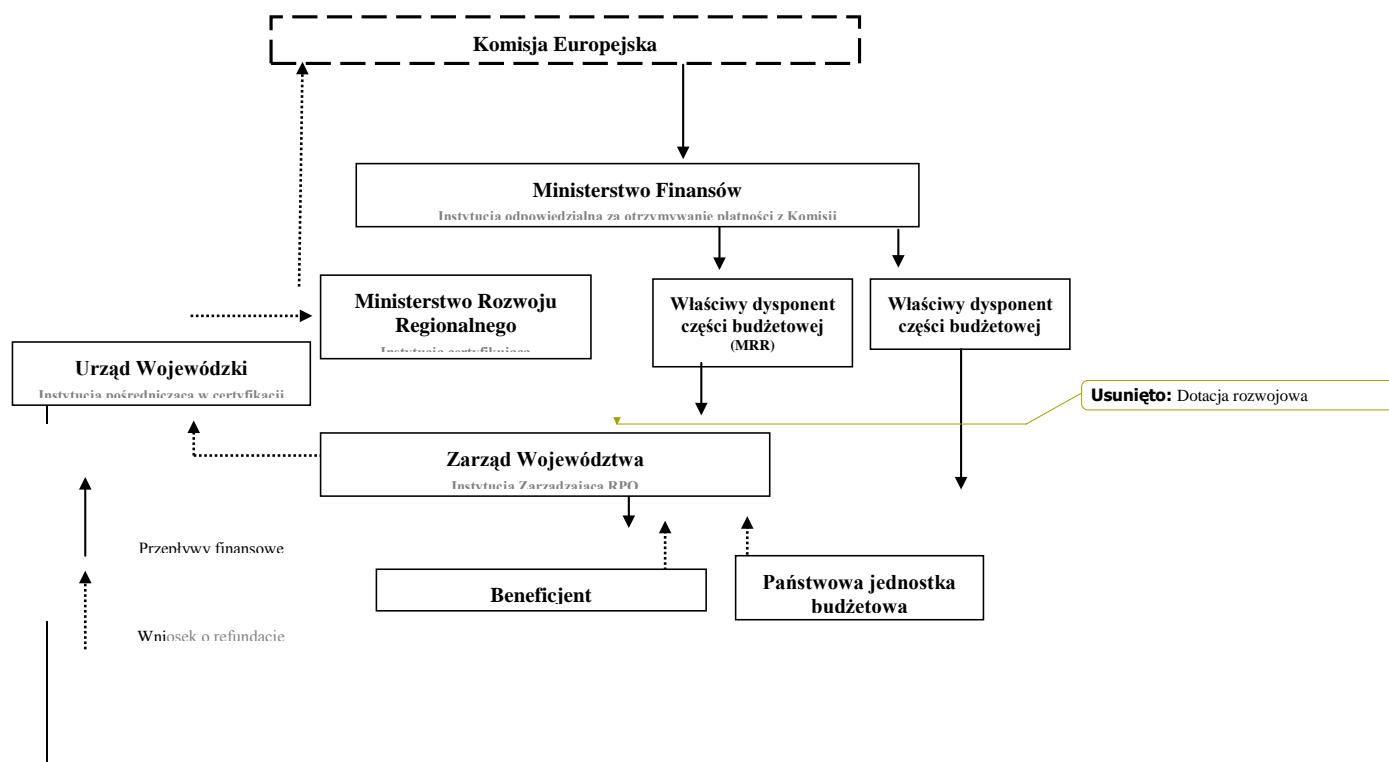 Komisja Europejska
Ministerstwo Finansów
Instytucja odpowiedzialna za otrzymywanie płatności z Komisji
Ministerstwo Rozwoju
Regionalnego
Instytucja certyfikująca
Właściwy dysponent
części budżetowej
(MRR)
Właściwy dysponent
części budżetowej
Urząd Wojewódzki
Instytucja pośrednicząca w certyfikacji
Usunięto: Dotacja rozwojowa
Zarząd Województwa
Instytucja Zarządzająca RPO
Przepływy finansowe
Beneficjent
Państwowa jednostka
budżetowa
Wniosek o refundację